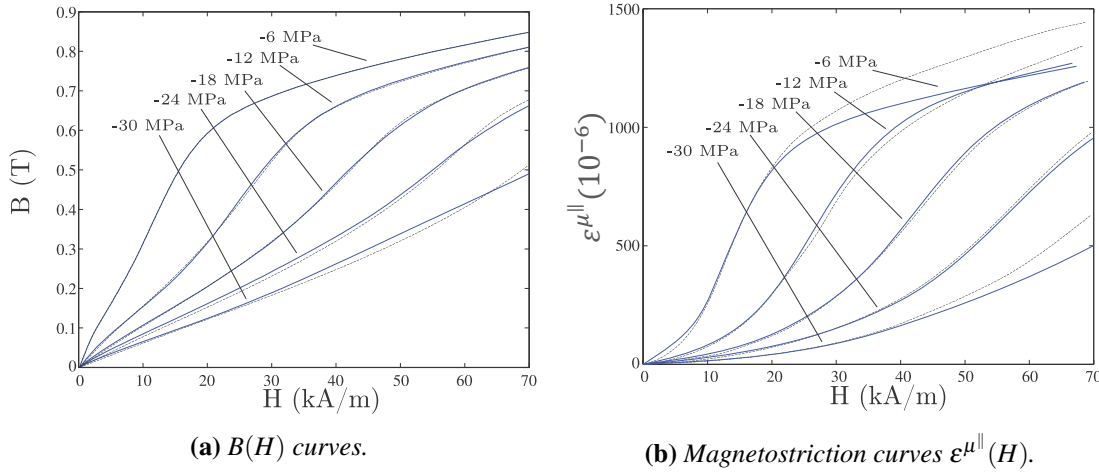 0.9
0.8
0.7
0.6
0.5
0.4
0.3
0.2
0.1
0
B (T)
-6 MPa
-12 MPa
-18 MPa
-24 MPa
-30 MPa
0 10 20 30 40 50 60 70
H (kA/m)
(a) B(H) curves.
1500
1000
500
0
ε^μ∥(10⁻⁶)
-6 MPa
-12 MPa
-18 MPa
-24 MPa
-30 MPa
0 10 20 30 40 50 60 70
H (kA/m)
(b) Magnetostriction curves ε^μ∥(H).